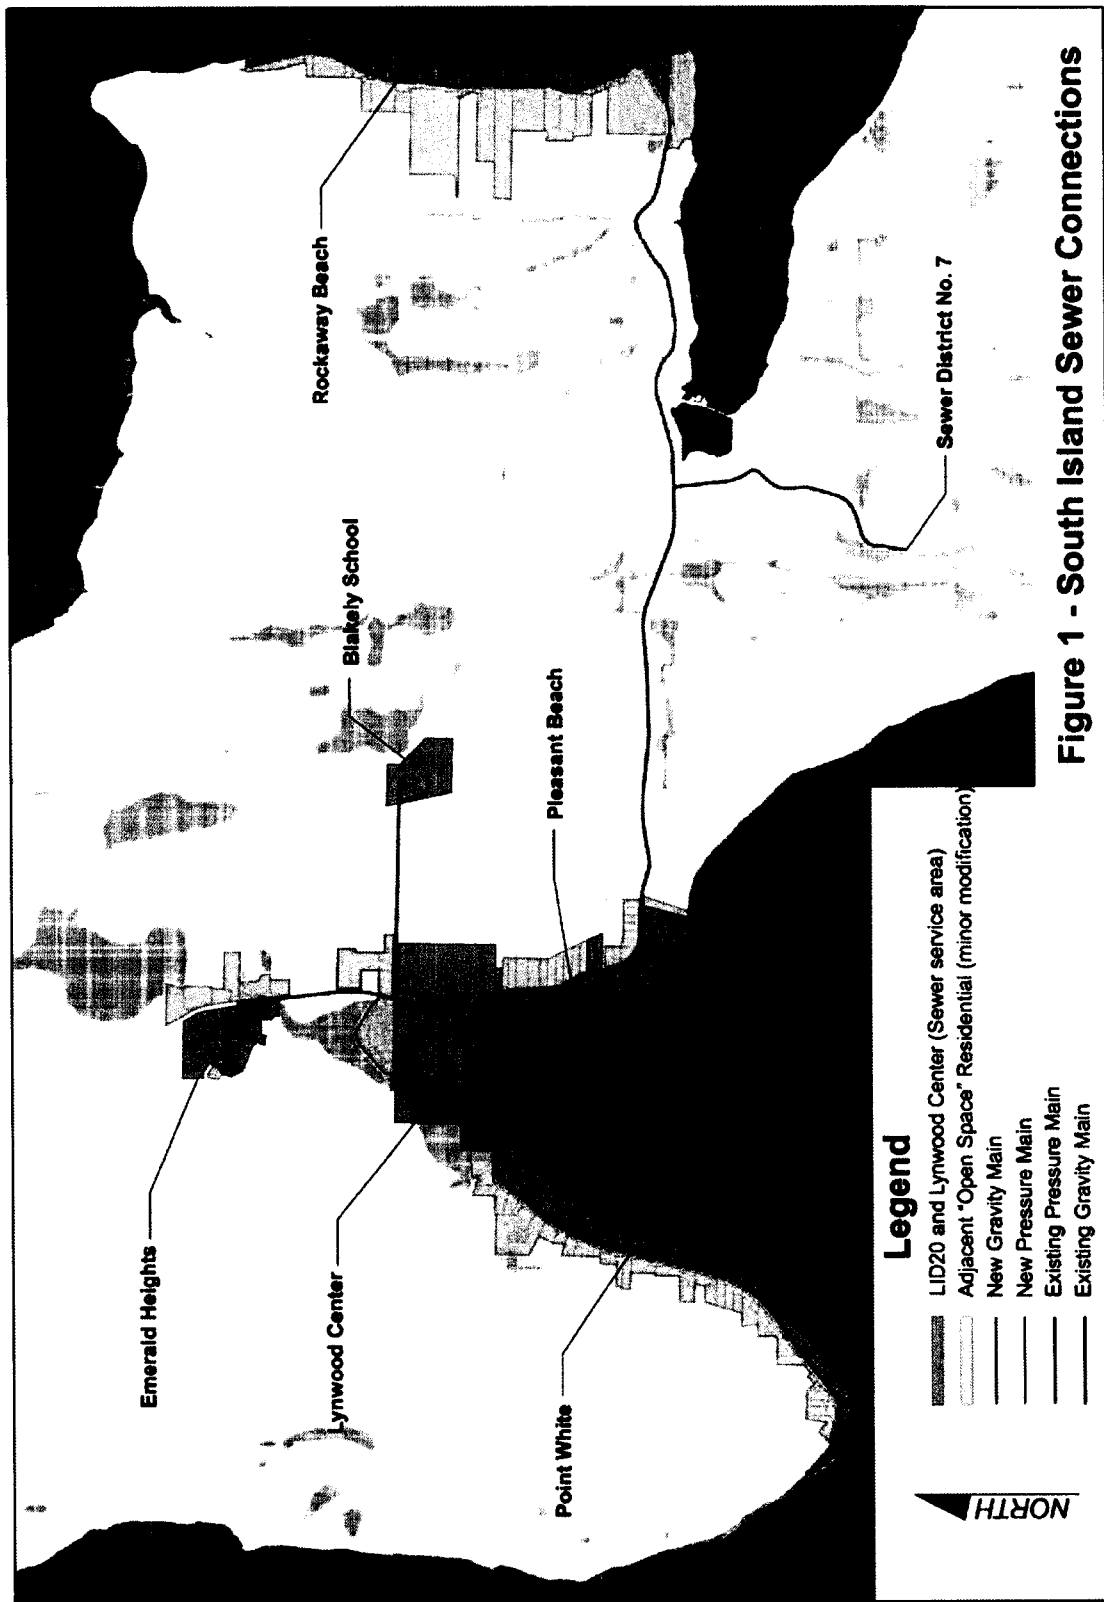 Rockaway Beach
Blakely School
Emerald Heights
Lynwood Center
Pleasant Beach
Point White
Sewer District No. 7
Legend
LID20 and Lynwood Center (Sewer service area)
Adjacent "Open Space" Residential (minor modification)
New Gravity Main
New Pressure Main
Existing Pressure Main
Existing Gravity Main
NORTH
Figure 1 - South Island Sewer Connections